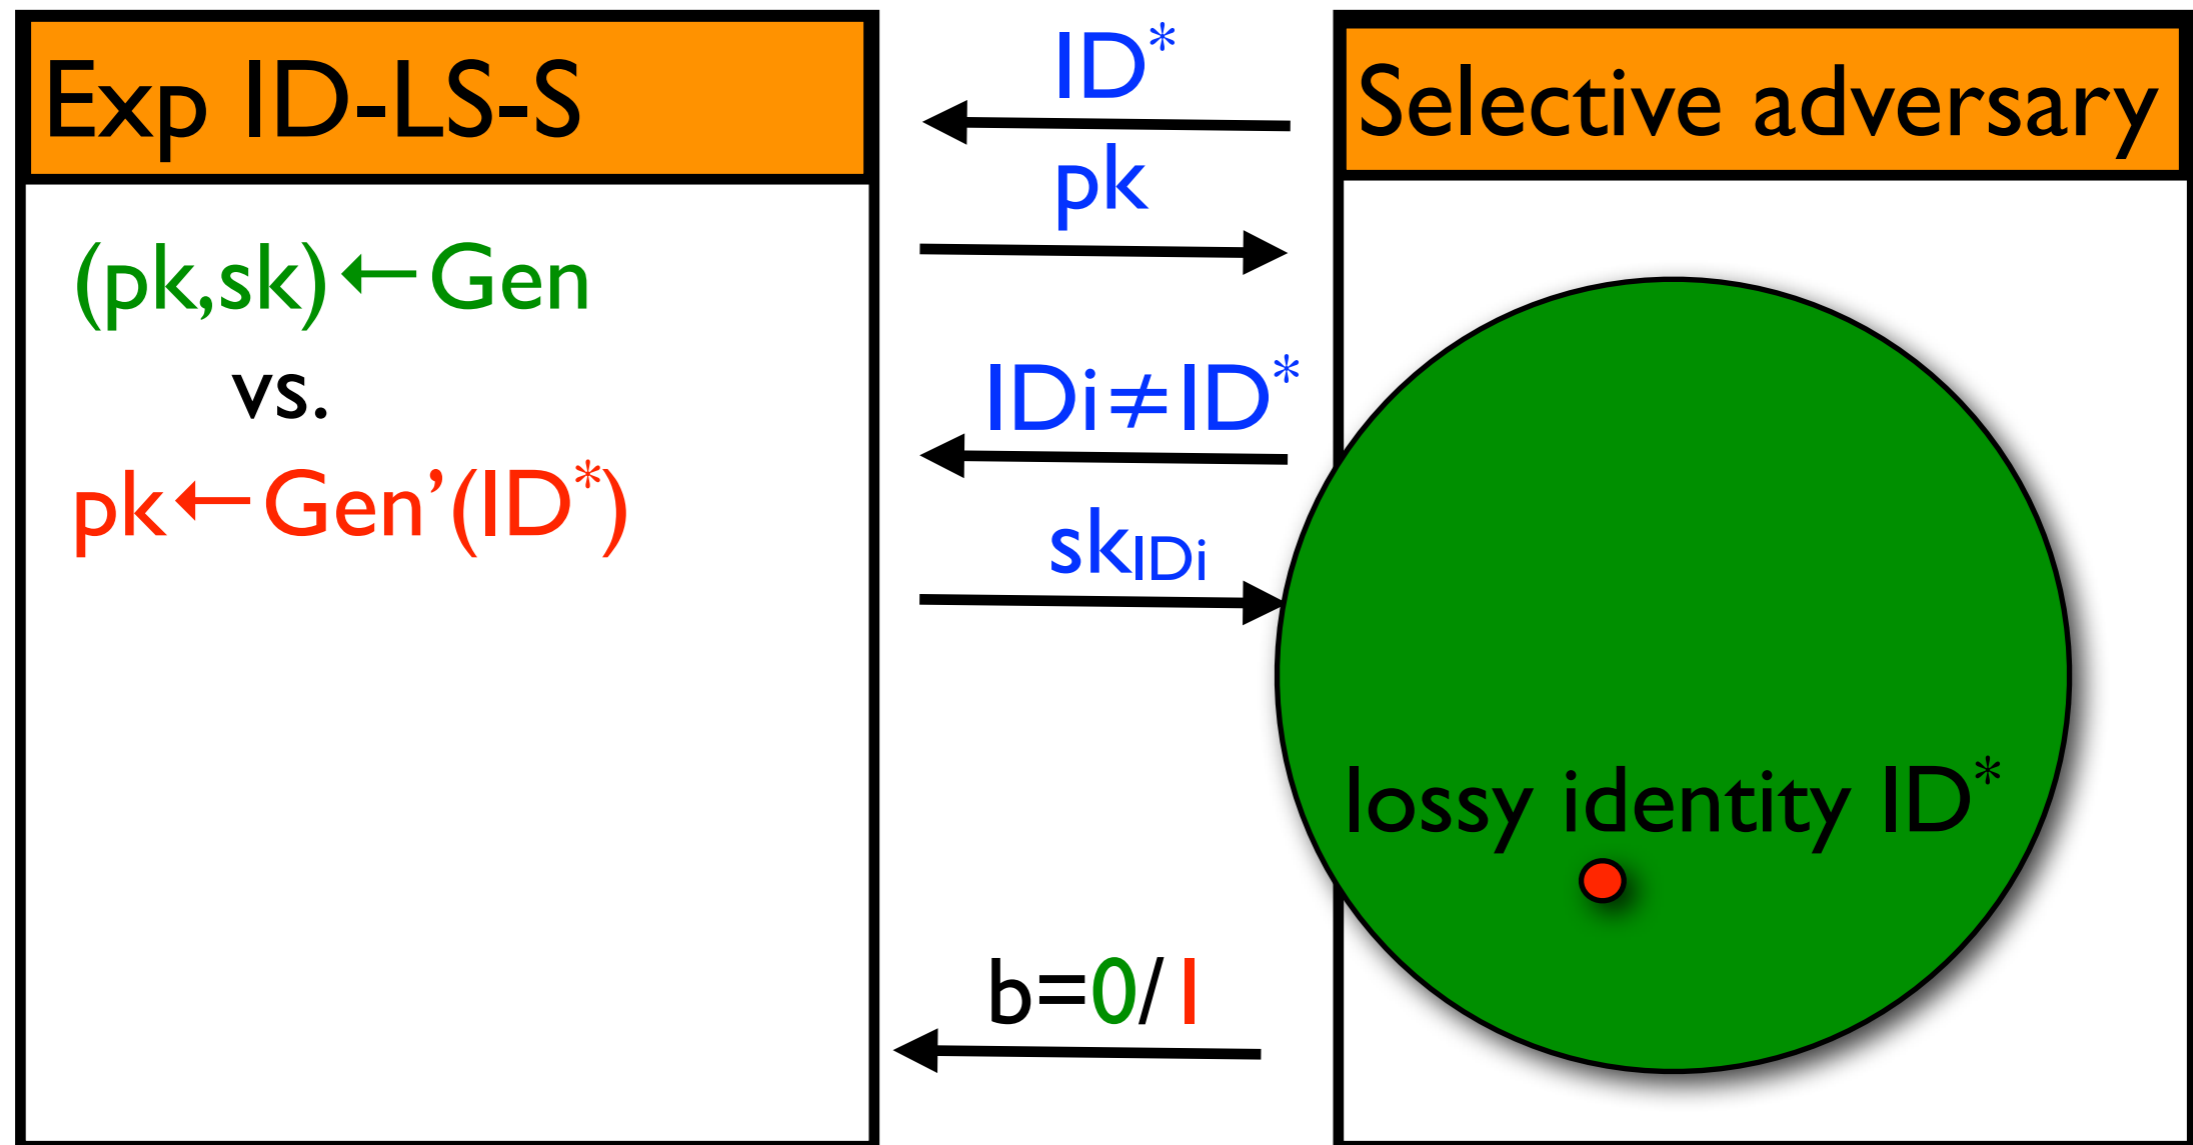 Exp ID-LS-S
(pk,sk)←Gen
vs.
pk←Gen’(ID*)
ID*
pk
IDi≠ID*
skIDi
b=0/1
Selective adversary
lossy identity ID*